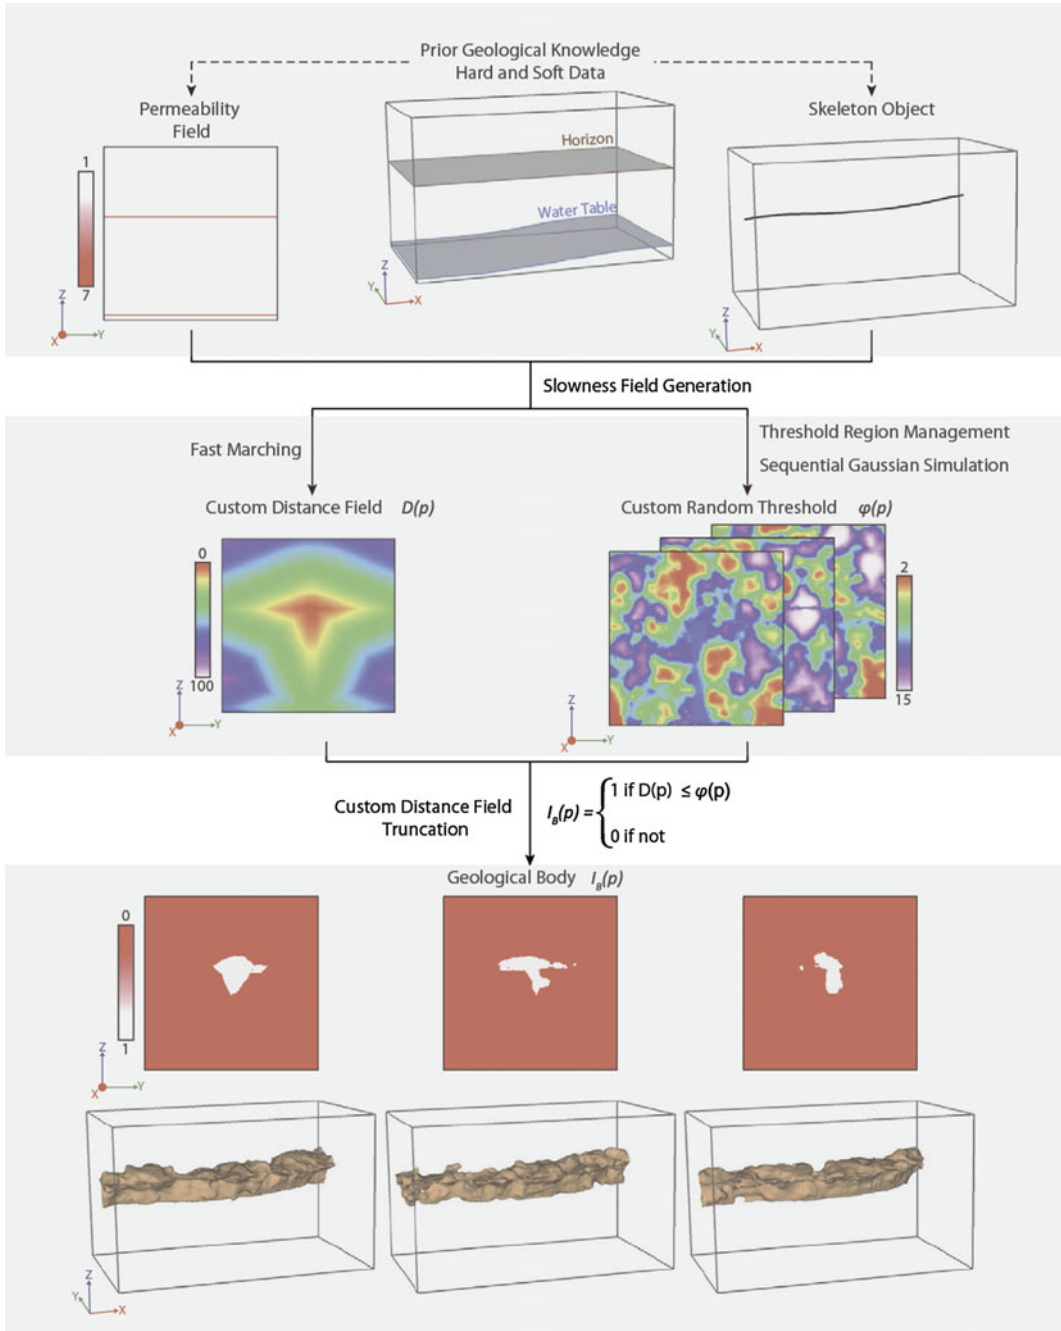 Prior Geological Knowledge
Hard and Soft Data
Permeability
Field
Skeleton Object
1
7
Z
X
Y
Horizon
Water Table
Z
Y
X
Z
Y
X
Slowness Field Generation
Fast Marching
Threshold Region Management
Sequential Gaussian Simulation
Custom Distance Field D(p)
Custom Random Threshold φ(p)
0
100
Z
X
Y
2
15
Z
X
Y
Custom Distance Field
Truncation
I_B(p) = { 1 if D(p) ≤ φ(p)
0 if not
Geological Body I_B(p)
0
1
Z
X
Y
Z
Y
X